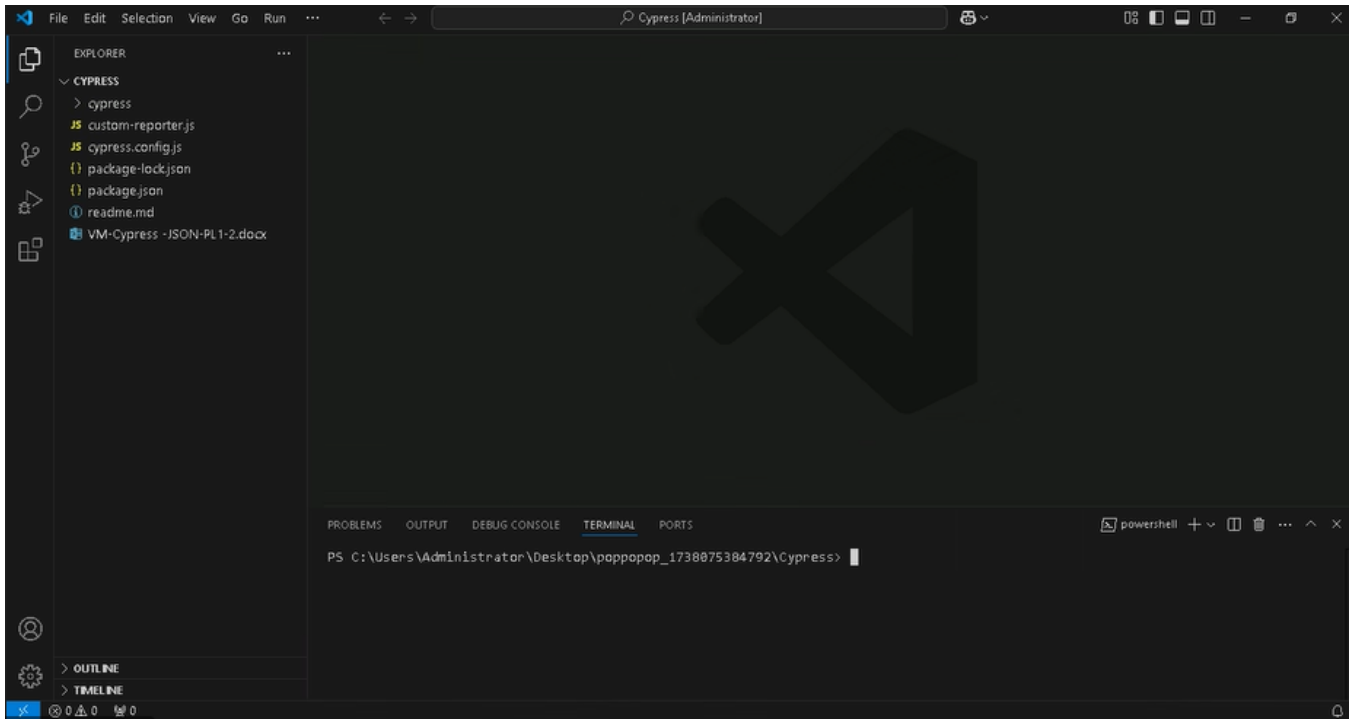 File Edit Selection View Go Run ...
Cypress [Administrator]
EXPLORER
CYPRESS
cypress
JS custom-reporter.js
JS cypress.config.js
{} package-lock.json
{} package.json
readme.md
VM-Cypress -JSON-PL1-2.docx
PROBLEMS OUTPUT DEBUG CONSOLE TERMINAL PORTS
powershell
PS C:\Users\Administrator\Desktop\poppopop_1738075384792\Cypress>
OUTLINE
TIMELINE
0 0 0